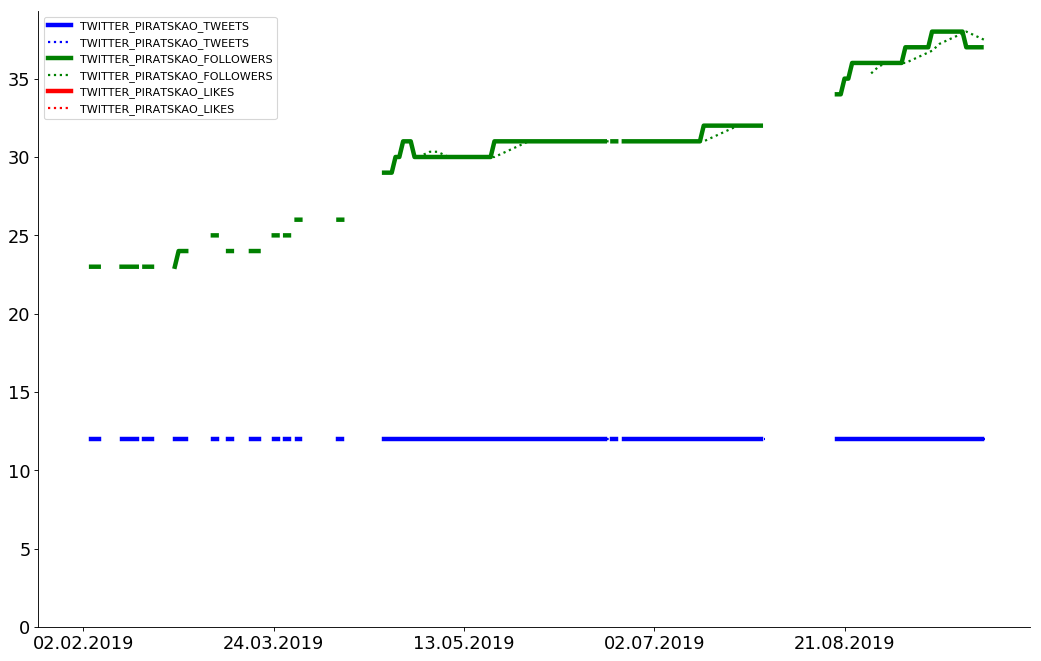 TWITTER_PIRATSKAO_TWEETS
TWITTER_PIRATSKAO_TWEETS
TWITTER_PIRATSKAO_FOLLOWERS
TWITTER_PIRATSKAO_FOLLOWERS
TWITTER_PIRATSKAO_LIKES
TWITTER_PIRATSKAO_LIKES
35
30
25
20
15
10
5
0
02.02.2019 24.03.2019 13.05.2019 02.07.2019 21.08.2019